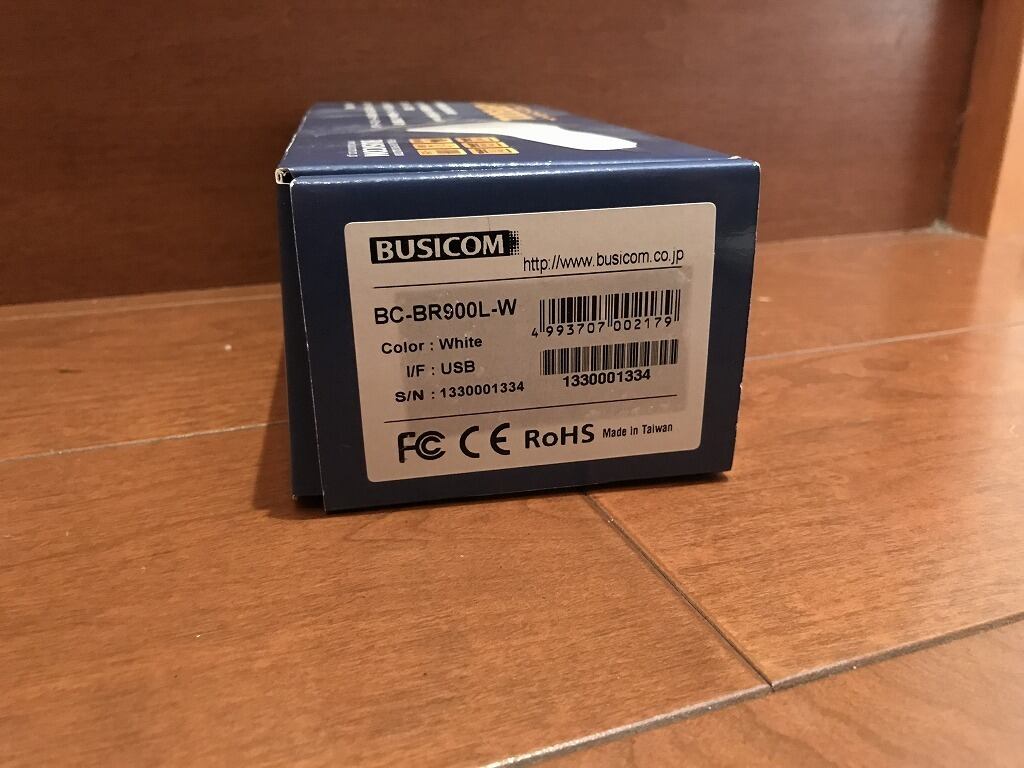 BUSICOM
http://www.busicom.co.jp
BC-BR900L-W
4 993707 002179
Color : White
I/F : USB
S/N : 1330001334
1330001334
FC CE RoHS Made in Taiwan